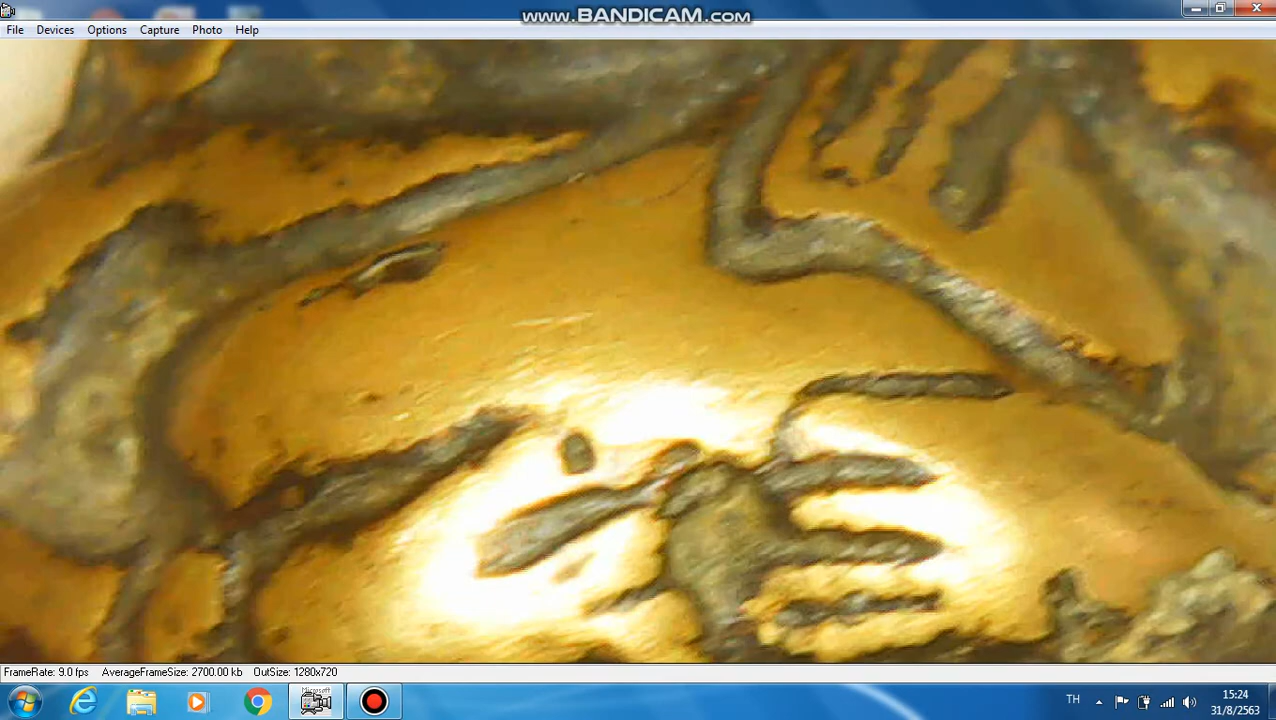 www.BANDICAM.com
File Devices Options Capture Photo Help
FrameRate: 9.0 fps AverageFrameSize: 2700.00 kb OutSize: 1280x720
Microsoft
TH
15:24
31/8/2563